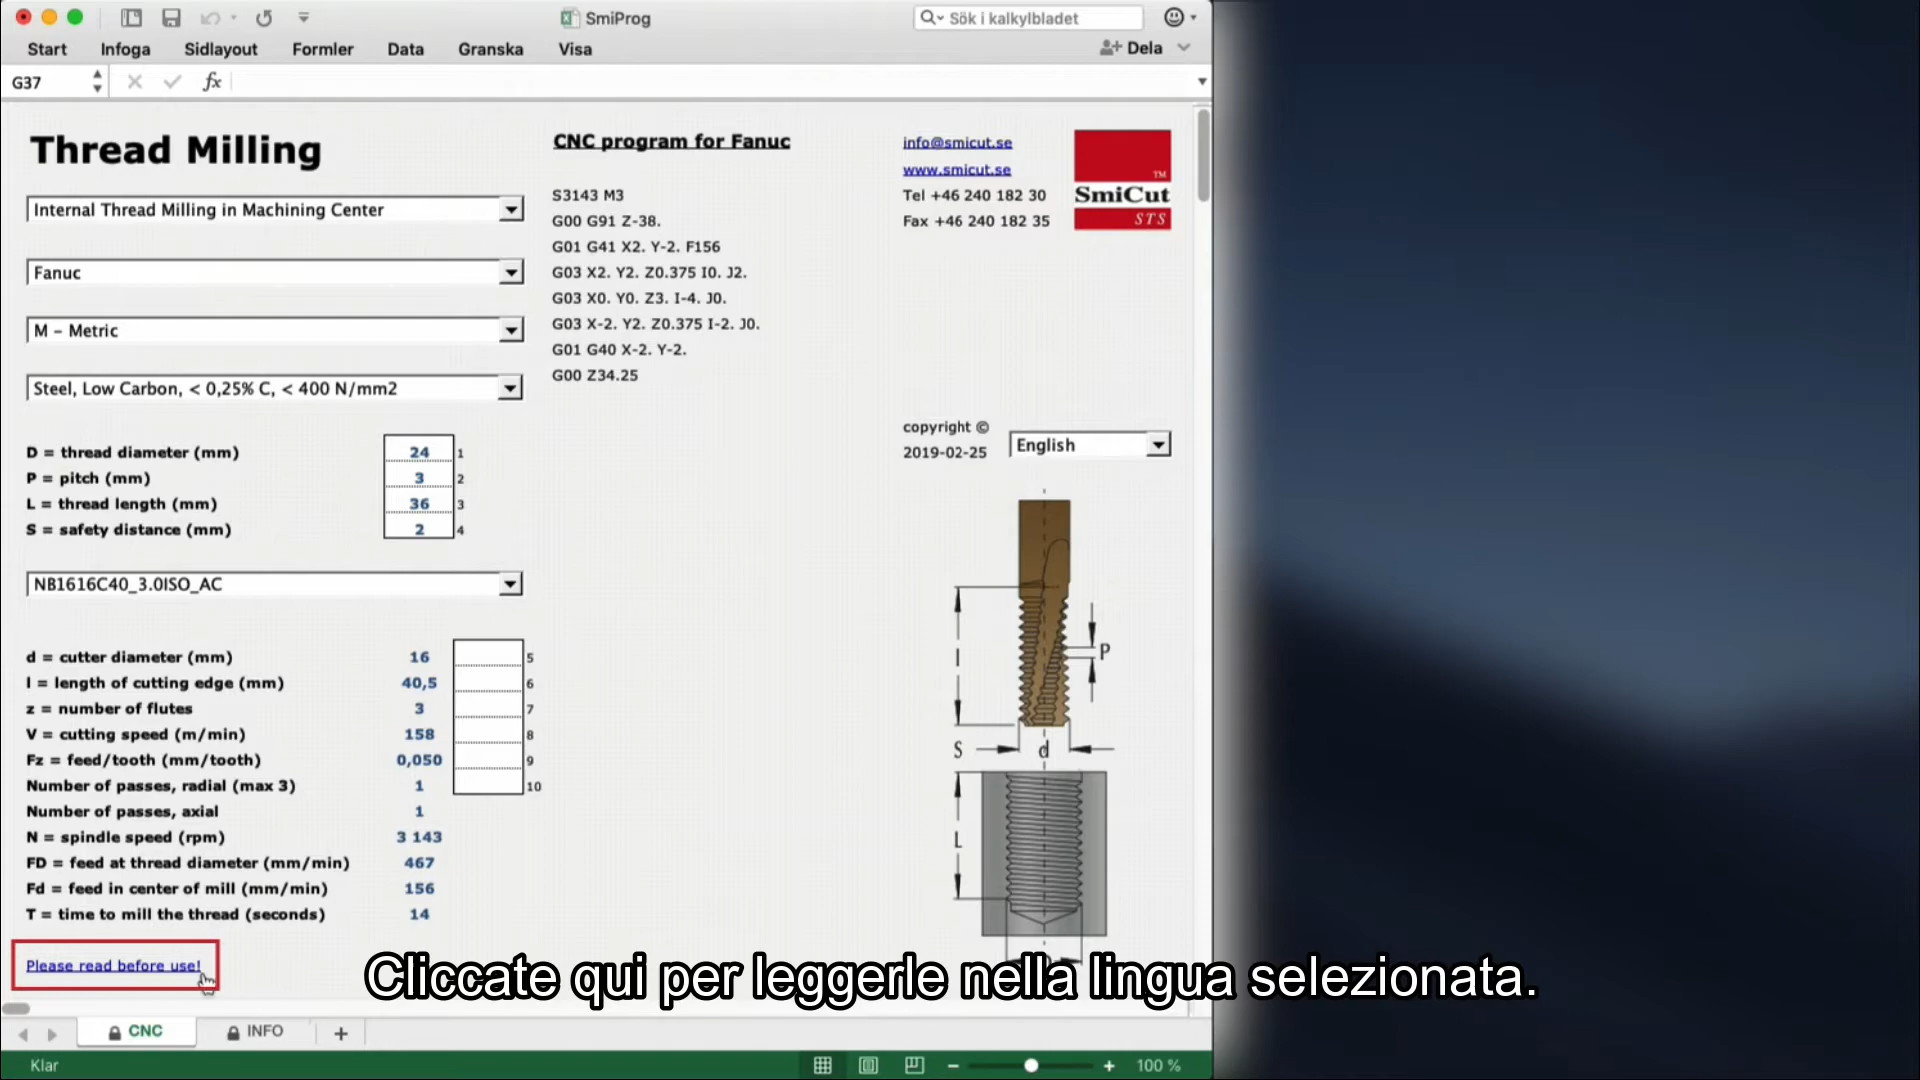 SmiProg
Sök i kalkylbladet
Start Infoga Sidlayout Formler Data Granska Visa
Dela
G37
fx
Thread Milling
Internal Thread Milling in Machining Center
Fanuc
M - Metric
Steel, Low Carbon, < 0,25% C, < 400 N/mm2
D = thread diameter (mm) 24 1
P = pitch (mm) 3 2
L = thread length (mm) 36 3
S = safety distance (mm) 2 4
NB1616C40_3.0ISO_AC
d = cutter diameter (mm) 16 5
l = length of cutting edge (mm) 40,5 6
z = number of flutes 3 7
V = cutting speed (m/min) 158 8
Fz = feed/tooth (mm/tooth) 0,050 9
Number of passes, radial (max 3) 1 10
Number of passes, axial 1
N = spindle speed (rpm) 3 143
FD = feed at thread diameter (mm/min) 467
Fd = feed in center of mill (mm/min) 156
T = time to mill the thread (seconds) 14
Please read before use!
CNC program for Fanuc
S3143 M3
G00 G91 Z-38.
G01 G41 X2. Y-2. F156
G03 X2. Y2. Z0.375 I0. J2.
G03 X0. Y0. Z3. I-4. J0.
G03 X-2. Y2. Z0.375 I-2. J0.
G01 G40 X-2. Y-2.
G00 Z34.25
info@smicut.se
www.smicut.se
Tel +46 240 182 30
Fax +46 240 182 35
TM
SmiCut
STS
copyright ©
2019-02-25
English
l
P
S
d
L
Cliccate qui per leggerle nella lingua selezionata.
CNC INFO +
Klar
100 %